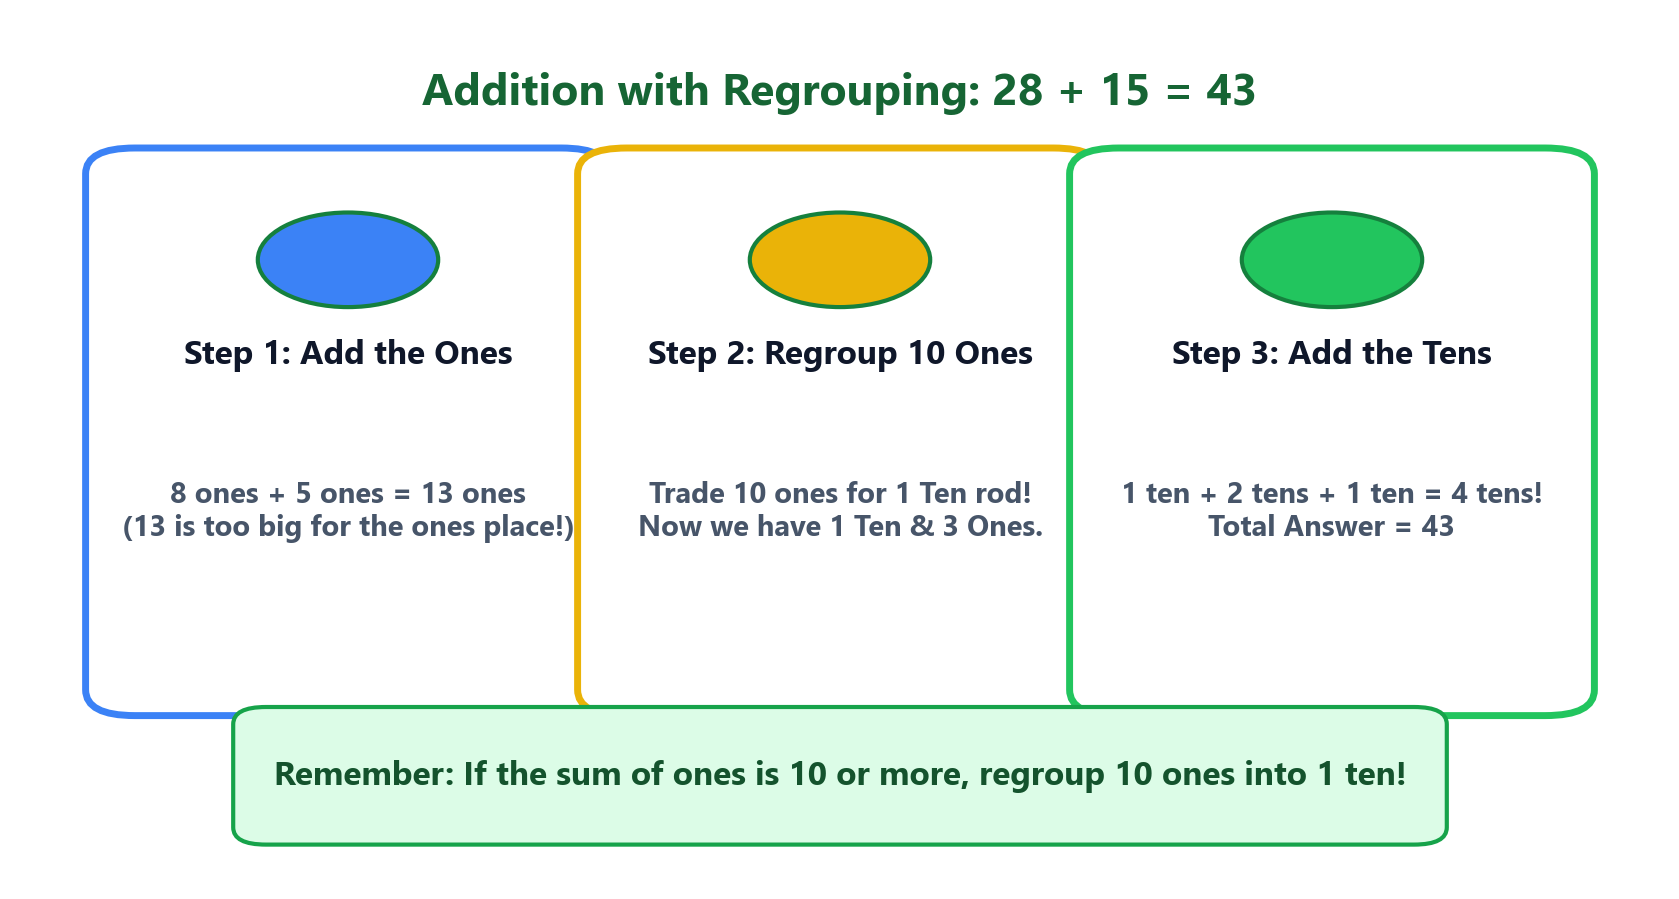 Addition with Regrouping: 28 + 15 = 43
Step 1: Add the Ones
8 ones + 5 ones = 13 ones
(13 is too big for the ones place!)
Step 2: Regroup 10 Ones
Trade 10 ones for 1 Ten rod!
Now we have 1 Ten & 3 Ones.
Step 3: Add the Tens
1 ten + 2 tens + 1 ten = 4 tens!
Total Answer = 43
Remember: If the sum of ones is 10 or more, regroup 10 ones into 1 ten!